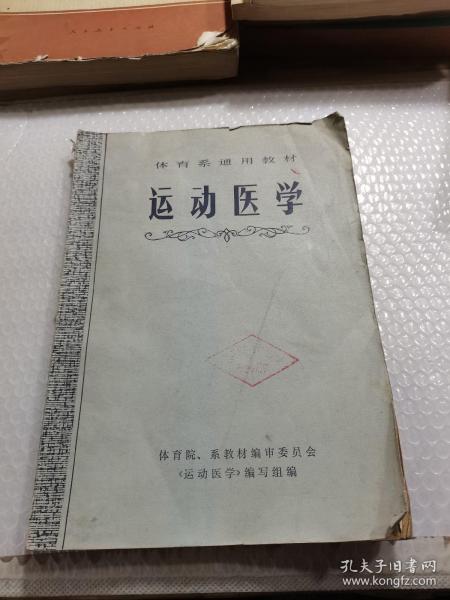 体育系通用教材
运动医学
体育院、系教材编审委员会
《运动医学》编写组编
孔夫子旧书网
www.kongfz.com